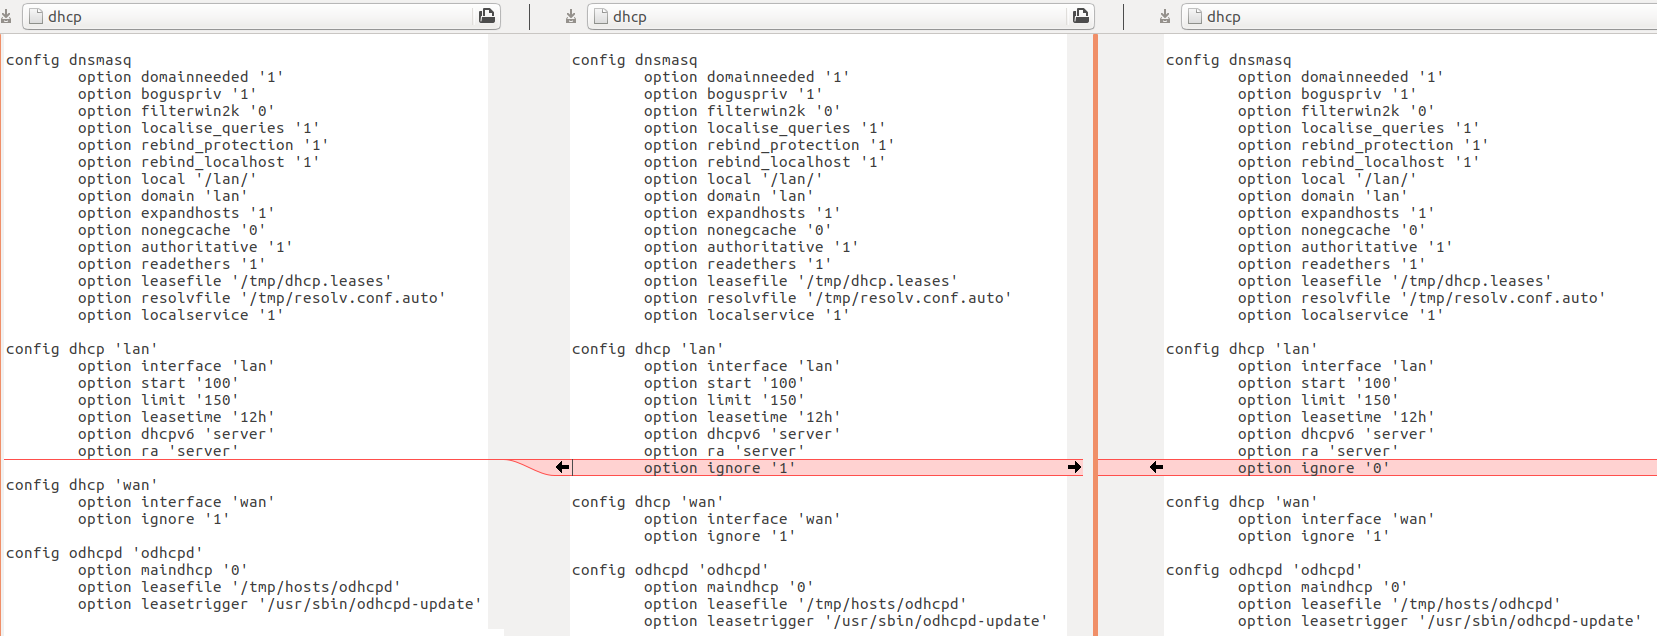 dhcp
config dnsmasq
option domainneeded '1'
option boguspriv '1'
option filterwin2k '0'
option localise_queries '1'
option rebind_protection '1'
option rebind_localhost '1'
option local '/lan/'
option domain 'lan'
option expandhosts '1'
option nonegcache '0'
option authoritative '1'
option readethers '1'
option leasefile '/tmp/dhcp.leases'
option resolvfile '/tmp/resolv.conf.auto'
option localservice '1'
config dhcp 'lan'
option interface 'lan'
option start '100'
option limit '150'
option leasetime '12h'
option dhcpv6 'server'
option ra 'server'
config dhcp 'wan'
option interface 'wan'
option ignore '1'
config odhcpd 'odhcpd'
option maindhcp '0'
option leasefile '/tmp/hosts/odhcpd'
option leasetrigger '/usr/sbin/odhcpd-update'
dhcp
config dnsmasq
option domainneeded '1'
option boguspriv '1'
option filterwin2k '0'
option localise_queries '1'
option rebind_protection '1'
option rebind_localhost '1'
option local '/lan/'
option domain 'lan'
option expandhosts '1'
option nonegcache '0'
option authoritative '1'
option readethers '1'
option leasefile '/tmp/dhcp.leases'
option resolvfile '/tmp/resolv.conf.auto'
option localservice '1'
config dhcp 'lan'
option interface 'lan'
option start '100'
option limit '150'
option leasetime '12h'
option dhcpv6 'server'
option ra 'server'
option ignore '1'
config dhcp 'wan'
option interface 'wan'
option ignore '1'
config odhcpd 'odhcpd'
option maindhcp '0'
option leasefile '/tmp/hosts/odhcpd'
option leasetrigger '/usr/sbin/odhcpd-update'
dhcp
config dnsmasq
option domainneeded '1'
option boguspriv '1'
option filterwin2k '0'
option localise_queries '1'
option rebind_protection '1'
option rebind_localhost '1'
option local '/lan/'
option domain 'lan'
option expandhosts '1'
option nonegcache '0'
option authoritative '1'
option readethers '1'
option leasefile '/tmp/dhcp.leases'
option resolvfile '/tmp/resolv.conf.auto'
option localservice '1'
config dhcp 'lan'
option interface 'lan'
option start '100'
option limit '150'
option leasetime '12h'
option dhcpv6 'server'
option ra 'server'
option ignore '0'
config dhcp 'wan'
option interface 'wan'
option ignore '1'
config odhcpd 'odhcpd'
option maindhcp '0'
option leasefile '/tmp/hosts/odhcpd'
option leasetrigger '/usr/sbin/odhcpd-update'